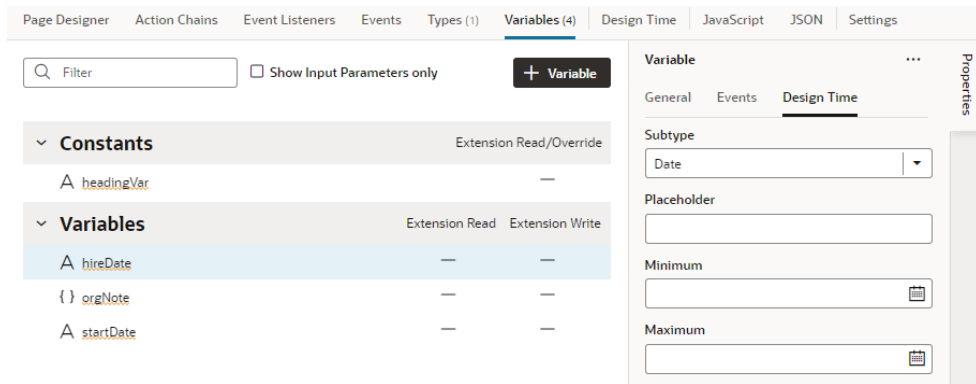 Page Designer Action Chains Event Listeners Events Types (1) Variables (4) Design Time JavaScript JSON Settings
Filter Show Input Parameters only + Variable
Constants Extension Read/Override
A headingVar —
Variables Extension Read Extension Write
A hireDate — —
{ } orgNote — —
A startDate — —
Variable ...
General Events Design Time
Subtype
Date
Placeholder
Minimum
Maximum
Properties